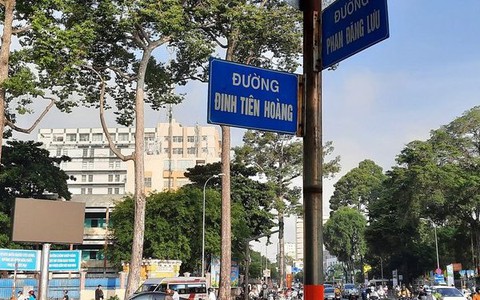 ĐƯỜNG
ĐINH TIÊN HOÀNG
ĐƯỜNG
PHAN ĐĂNG LƯU